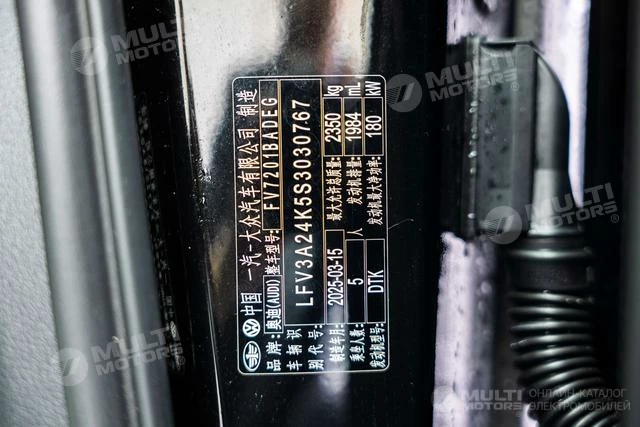 中国 一汽-大众汽车有限公司 制造
品牌: 奥迪(AUDI) 整车型号: FV7201BADEG
车辆识别代号: LFV3A24K5S3030767
制造年月: 2025-03-15 最大允许总质量: 2350 kg
乘坐人数: 5 人 发动机排量: 1984 mL
发动机型号: DTK 发动机最大净功率: 180 kW
MULTI MOTORS
MULTI MOTORS
MULTI MOTORS
MULTI MOTORS
MULTI MOTORS ОНЛАЙН-КАТАЛОГ ЭЛЕКТРОМОБИЛЕЙ